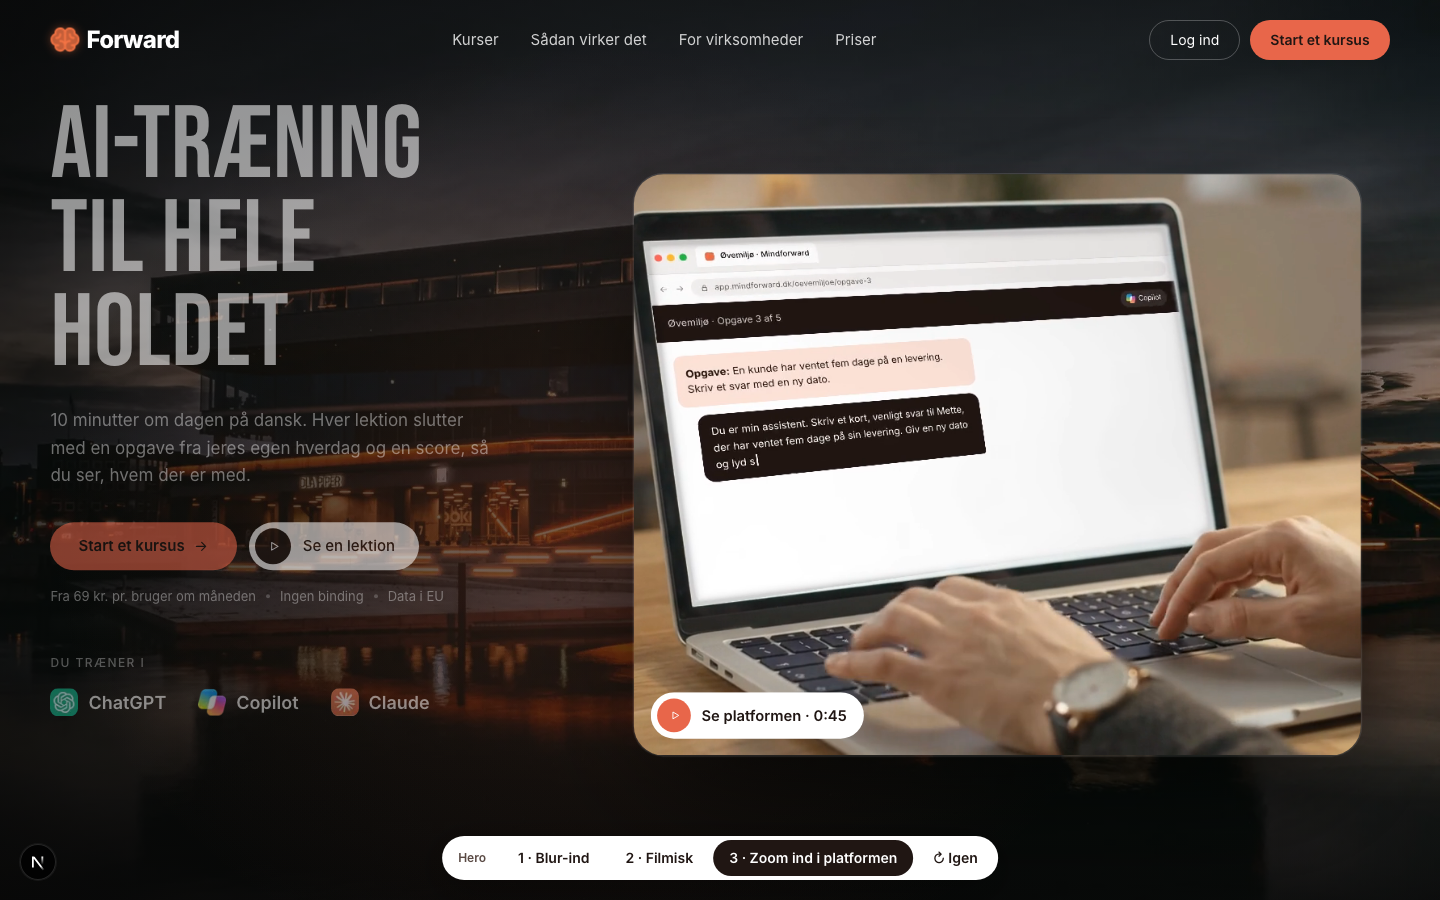 Forward
Kurser
Sådan virker det
For virksomheder
Priser
Log ind
Start et kursus
AI-TRÆNING
TIL HELE
HOLDET
10 minutter om dagen på dansk. Hver lektion slutter
med en opgave fra jeres egen hverdag og en score, så
du ser, hvem der er med.
Start et kursus →
Se en lektion
Fra 69 kr. pr. bruger om måneden • Ingen binding • Data i EU
DU TRÆNER I
ChatGPT
Copilot
Claude
Øvemiljø · Mindforward
app.mindforward.dk/oevemiljoe/opgave-3
Øvemiljø · Opgave 3 af 5
Copilot
Opgave: En kunde har ventet fem dage på en levering.
Skriv et svar med en ny dato.
Du er min assistent. Skriv et kort, venligt svar til Mette,
der har ventet fem dage på sin levering. Giv en ny dato
og lyd s
Se platformen · 0:45
Hero
1 · Blur-ind
2 · Filmisk
3 · Zoom ind i platformen
↻ Igen
N